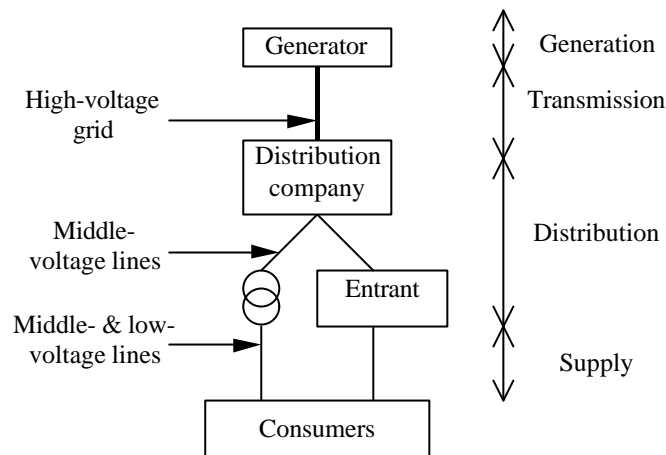 Generator
Generation
High-voltage
grid
Transmission
Distribution
company
Middle-
voltage lines
Distribution
Entrant
Middle- & low-
voltage lines
Supply
Consumers